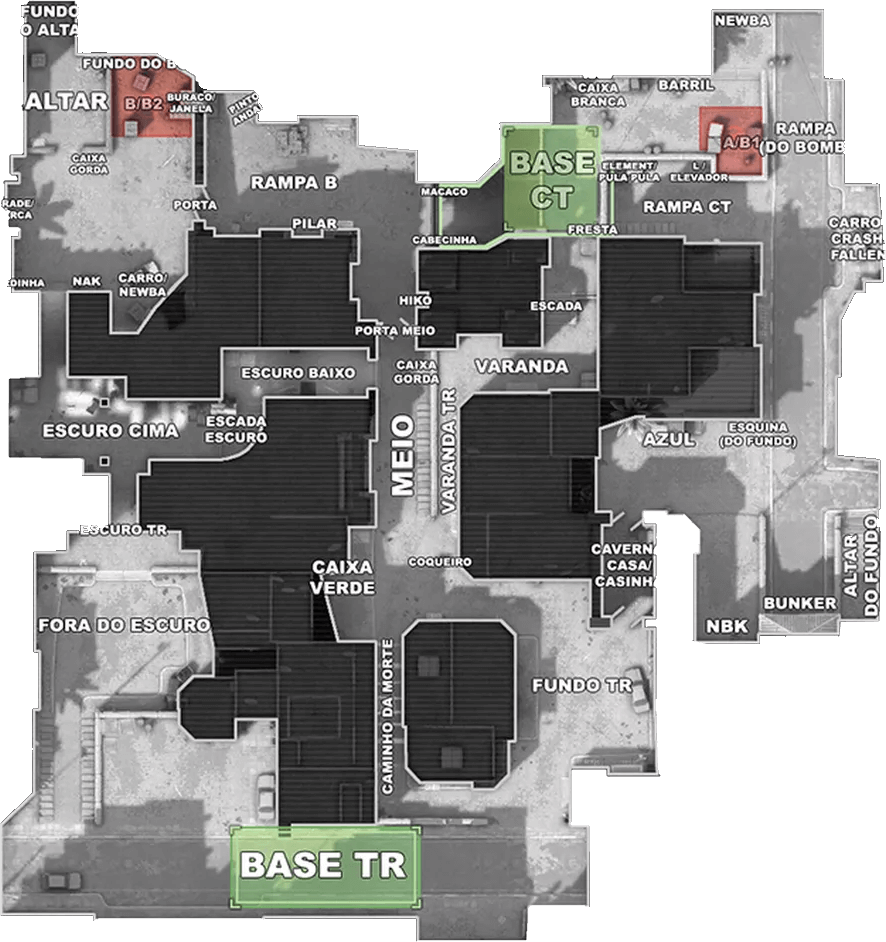 FUNDO
O ALTA
NEWBA
FUNDO DO B
ALTAR
B/B2
BURACO/
JANELA
PINTO
ANDA
CAIXA
BRANCA
BARRIL
A/B1
RAMPA
(DO BOMB
CAIXA
GORDA
RAMPA B
MACACO
BASE
CT
ELEMENT/
PULA PULA
L /
ELEVADOR
RADE/
RCA
PORTA
PILAR
CABECINHA
FRESTA
RAMPA CT
CARRO
CRASH
FALLEN
DINHA
NAK
CARRO/
NEWBA
HIKO
ESCADA
PORTA MEIO
ESCURO BAIXO
CAIXA
GORDA
VARANDA
ESCURO CIMA
ESCADA
ESCURO
MEIO
VARANDA TR
AZUL
ESQUINA
(DO FUNDO)
ESCURO TR
CAIXA
VERDE
COQUEIRO
CAVERN
CASA/
CASINH
ALTAR
DO FUNDO
FORA DO ESCURO
BUNKER
NBK
CAMINHO DA MORTE
FUNDO TR
BASE TR